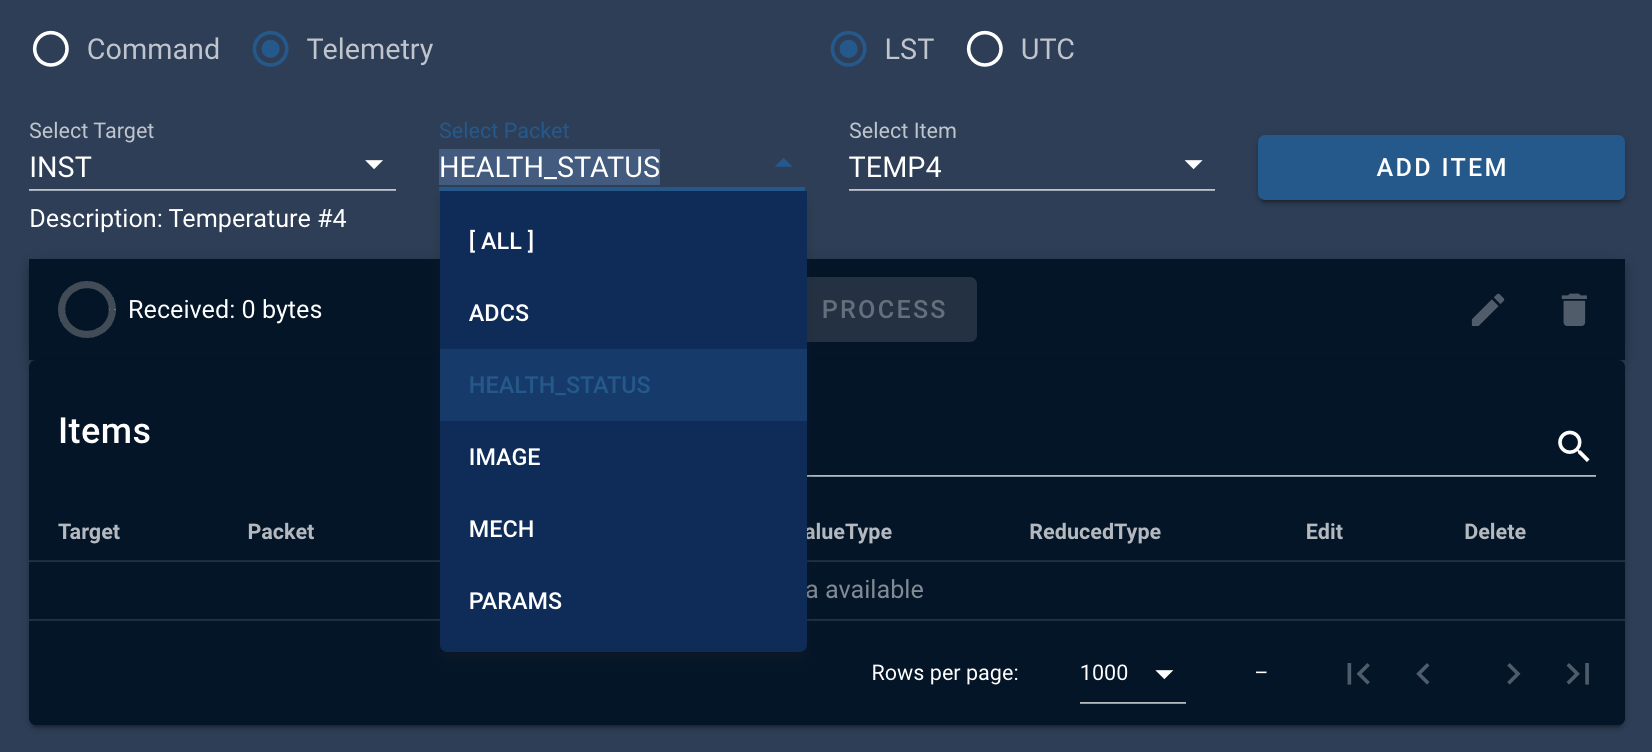 Command Telemetry LST UTC
Select Target Select Packet Select Item
INST HEALTH_STATUS TEMP4 ADD ITEM
Description: Temperature #4
[ ALL ]
ADCS
HEALTH_STATUS
IMAGE
MECH
PARAMS
Received: 0 bytes PROCESS
Items
Target Packet alueType ReducedType Edit Delete
a available
Rows per page: 1000 –